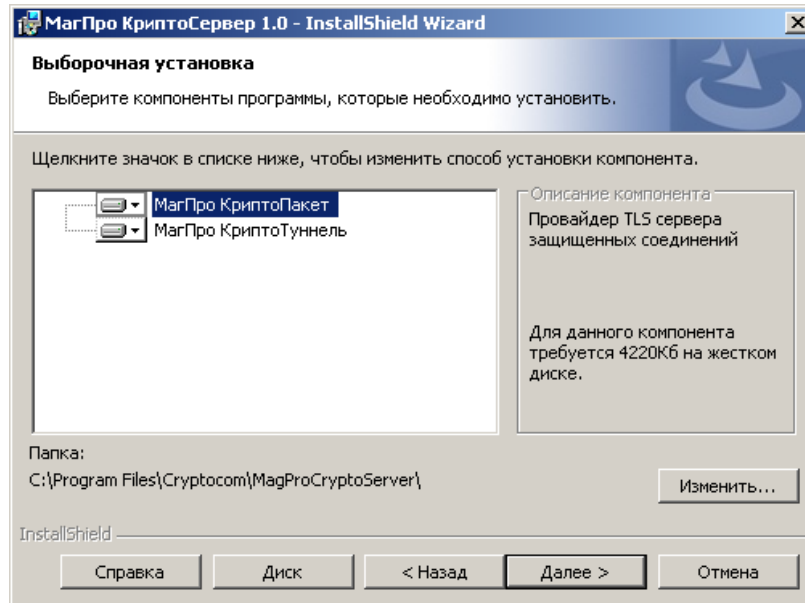 МагПро КриптоСервер 1.0 - InstallShield Wizard
Выборочная установка
Выберите компоненты программы, которые необходимо установить.
Щелкните значок в списке ниже, чтобы изменить способ установки компонента.
МагПро КриптоПакет
МагПро КриптоТуннель
Описание компонента
Провайдер TLS сервера
защищенных соединений
Для данного компонента
требуется 4220Кб на жестком
диске.
Папка:
C:\Program Files\Cryptocom\MagProCryptoServer\
Изменить...
InstallShield
Справка
Диск
< Назад
Далее >
Отмена